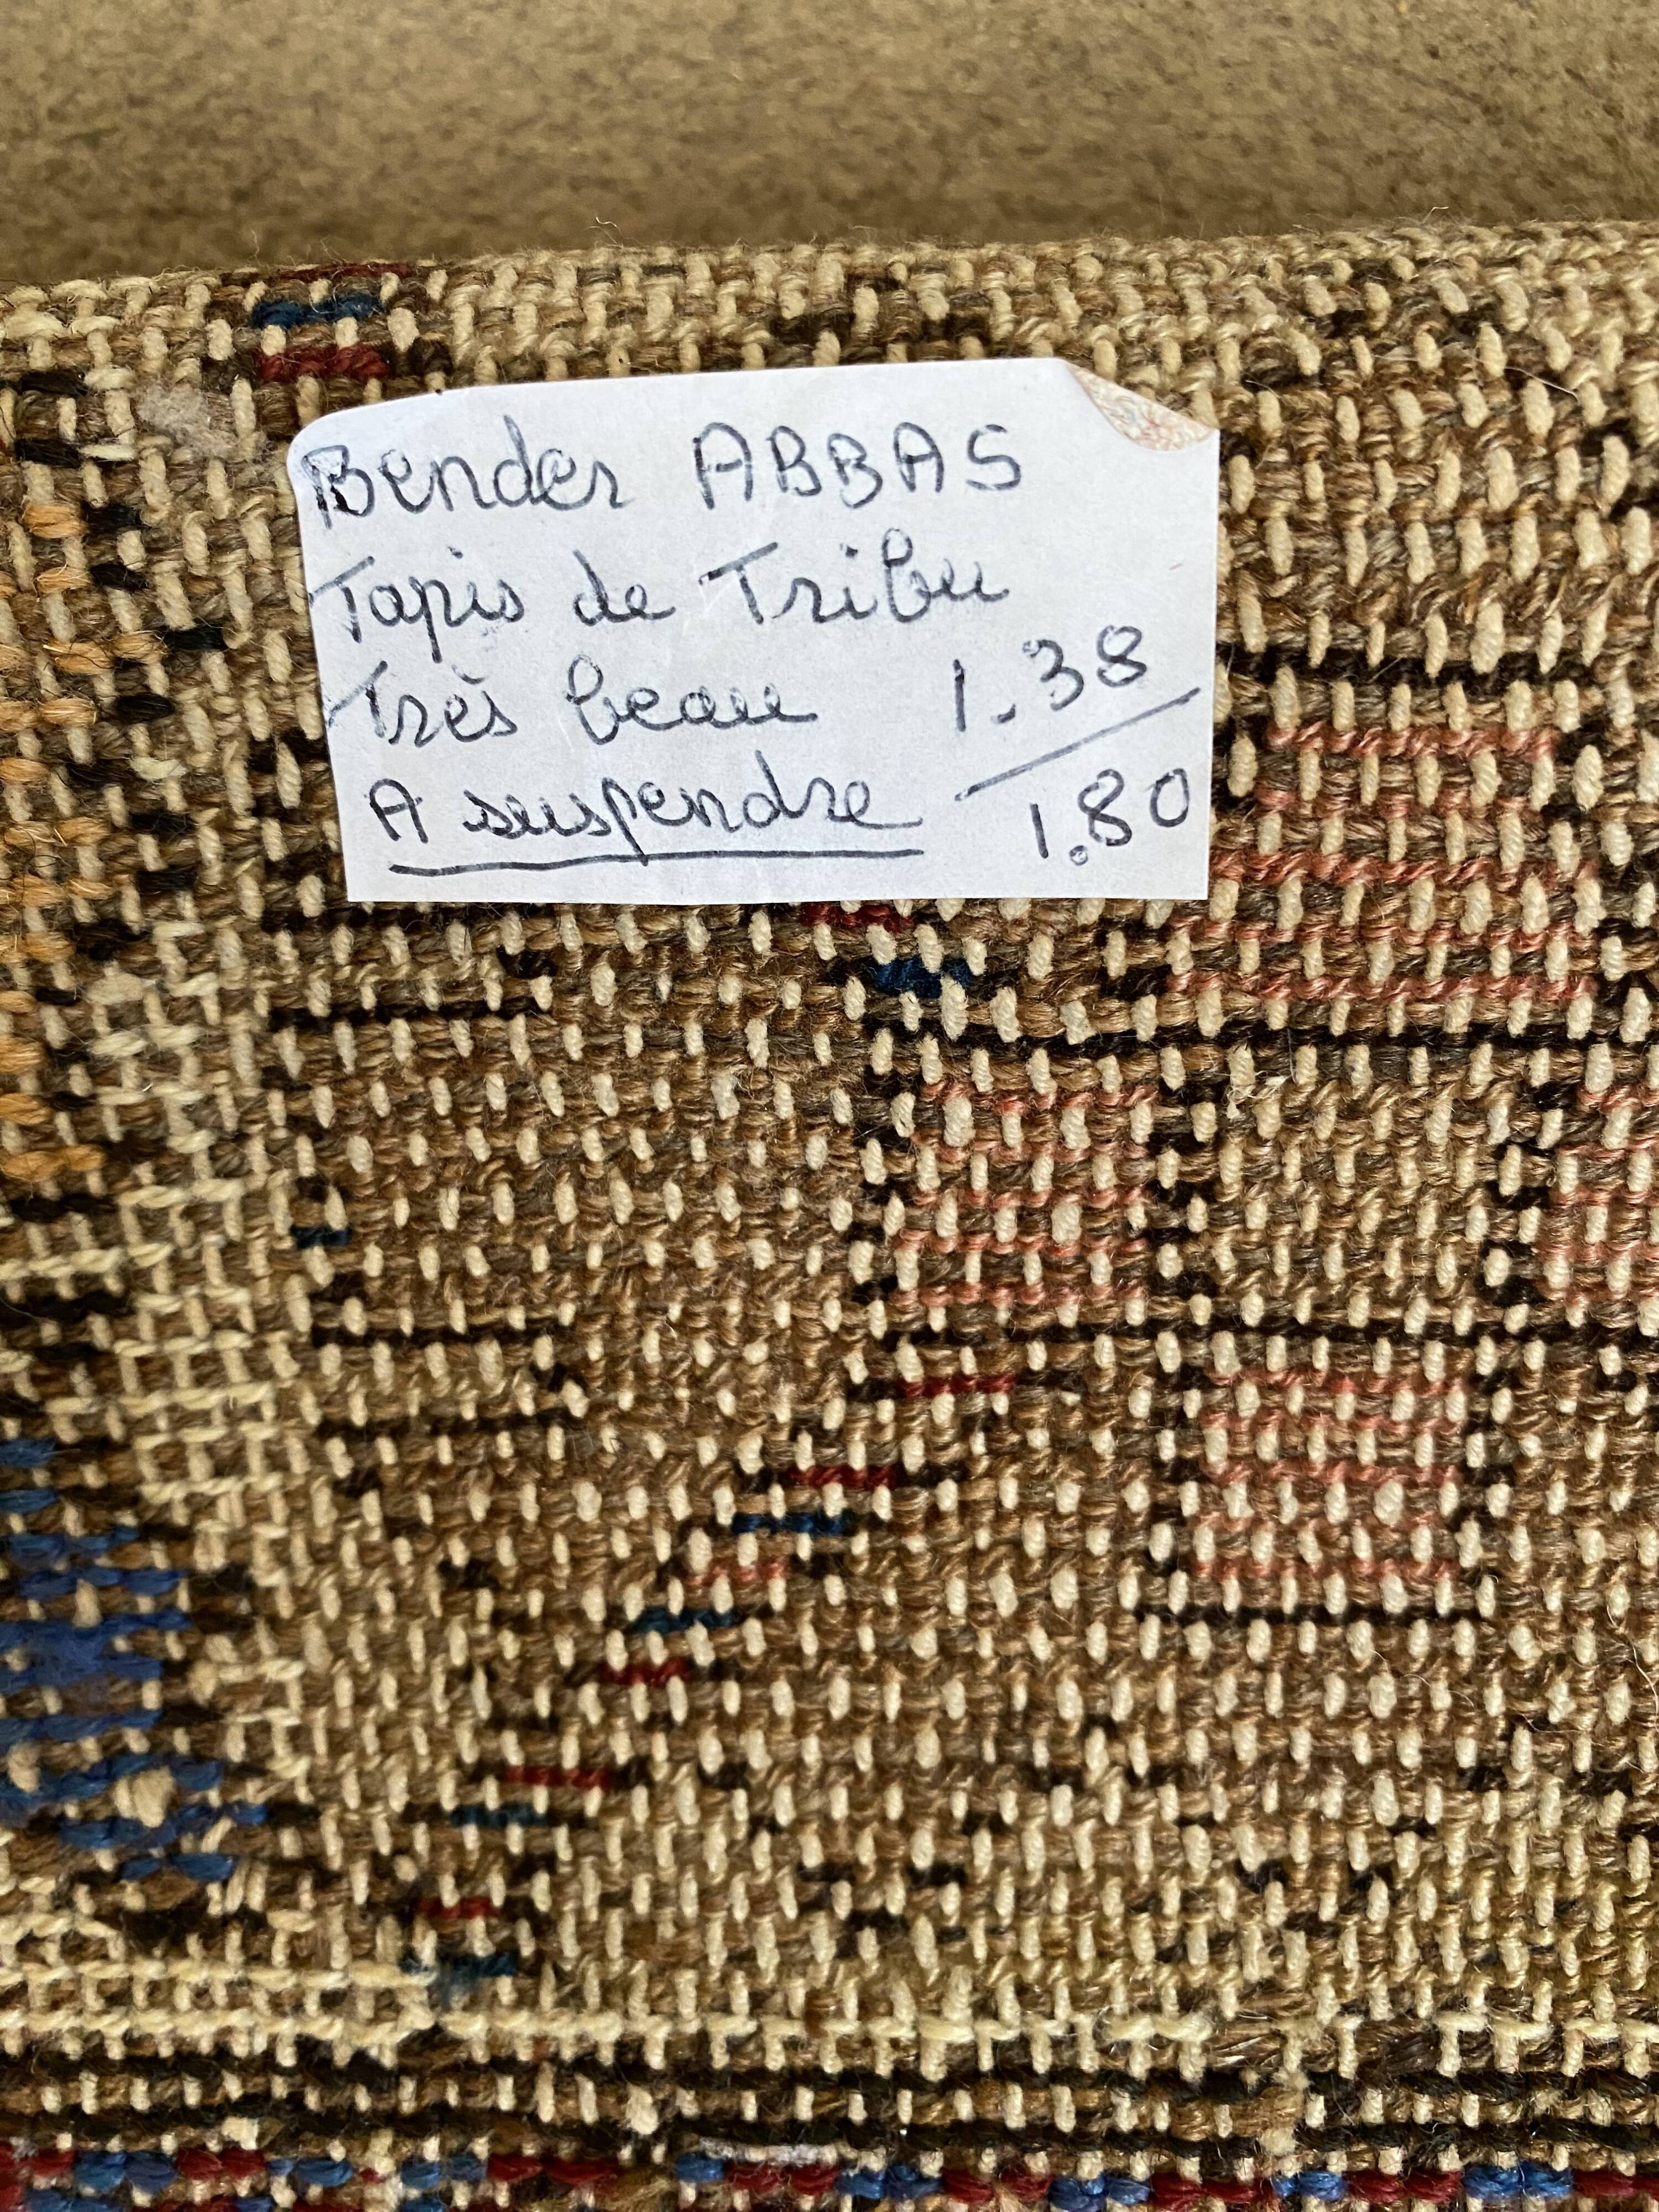 Bender ABBAS
Tapis de Tribu
Très beau 1.38
A suspendre 1.80